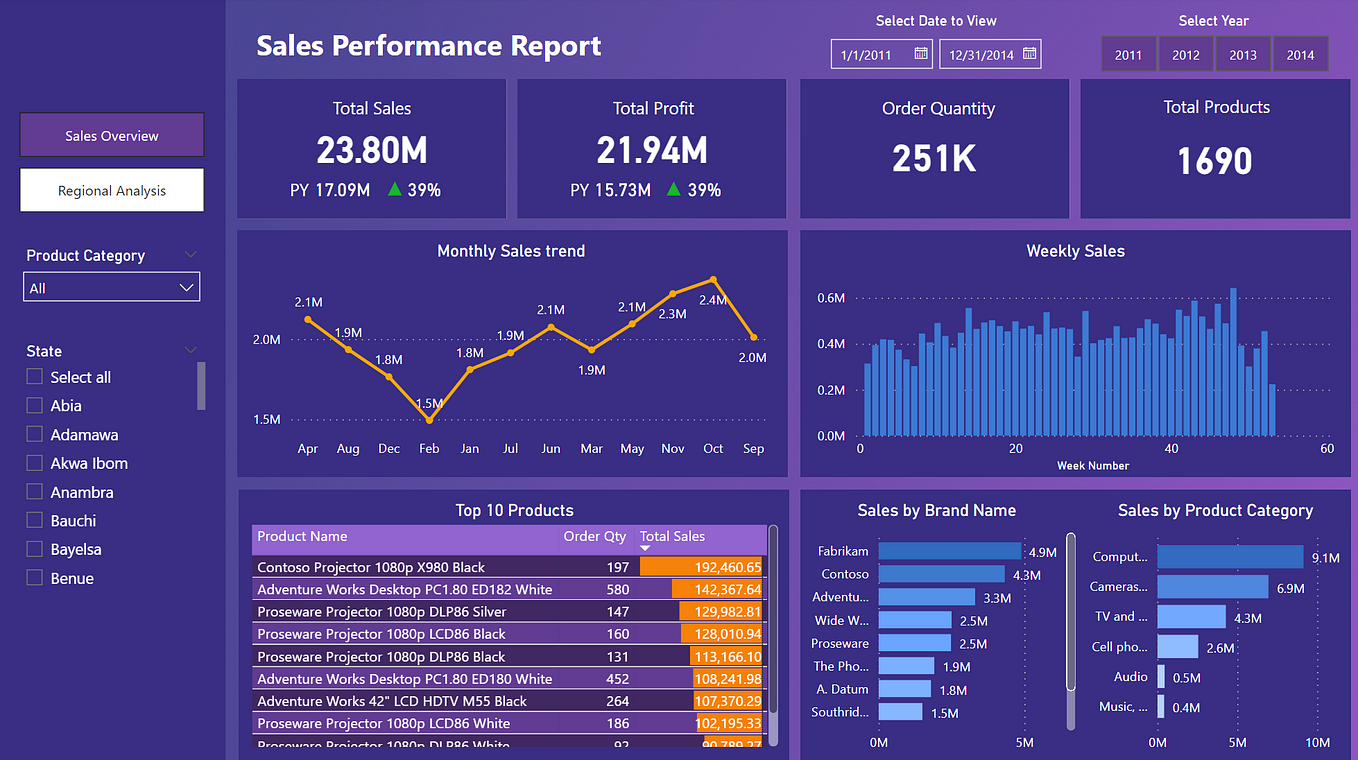 Select Date to View
Select Year
Sales Performance Report
1/1/2011
12/31/2014
2011 2012 2013 2014
Sales Overview
Regional Analysis
Product Category
All
State
Select all
Abia
Adamawa
Akwa Ibom
Anambra
Bauchi
Bayelsa
Benue
Total Sales
23.80M
PY 17.09M ▲ 39%
Total Profit
21.94M
PY 15.73M ▲ 39%
Order Quantity
251K
Total Products
1690
Monthly Sales trend
2.0M
1.5M
2.1M 1.9M 1.8M 1.5M 1.8M 1.9M 2.1M 1.9M 2.1M 2.3M 2.4M 2.0M
Apr Aug Dec Feb Jan Jul Jun Mar May Nov Oct Sep
Weekly Sales
0.6M
0.4M
0.2M
0.0M
0 20 40 60
Week Number
Top 10 Products
Product Name Order Qty Total Sales
Contoso Projector 1080p X980 Black 197 192,460.65
Adventure Works Desktop PC1.80 ED182 White 580 142,367.64
Proseware Projector 1080p DLP86 Silver 147 129,982.81
Proseware Projector 1080p LCD86 Black 160 128,010.94
Proseware Projector 1080p DLP86 Black 131 113,166.10
Adventure Works Desktop PC1.80 ED180 White 452 108,241.98
Adventure Works 42" LCD HDTV M55 Black 264 107,370.29
Proseware Projector 1080p LCD86 White 186 102,195.33
Proseware Projector 1080p DLP86 White 92 90,789.27
Sales by Brand Name
Fabrikam 4.9M
Contoso 4.3M
Adventu... 3.3M
Wide W... 2.5M
Proseware 2.5M
The Pho... 1.9M
A. Datum 1.8M
Southrid... 1.5M
0M 5M
Sales by Product Category
Comput... 9.1M
Cameras... 6.9M
TV and ... 4.3M
Cell pho... 2.6M
Audio 0.5M
Music, ... 0.4M
0M 5M 10M